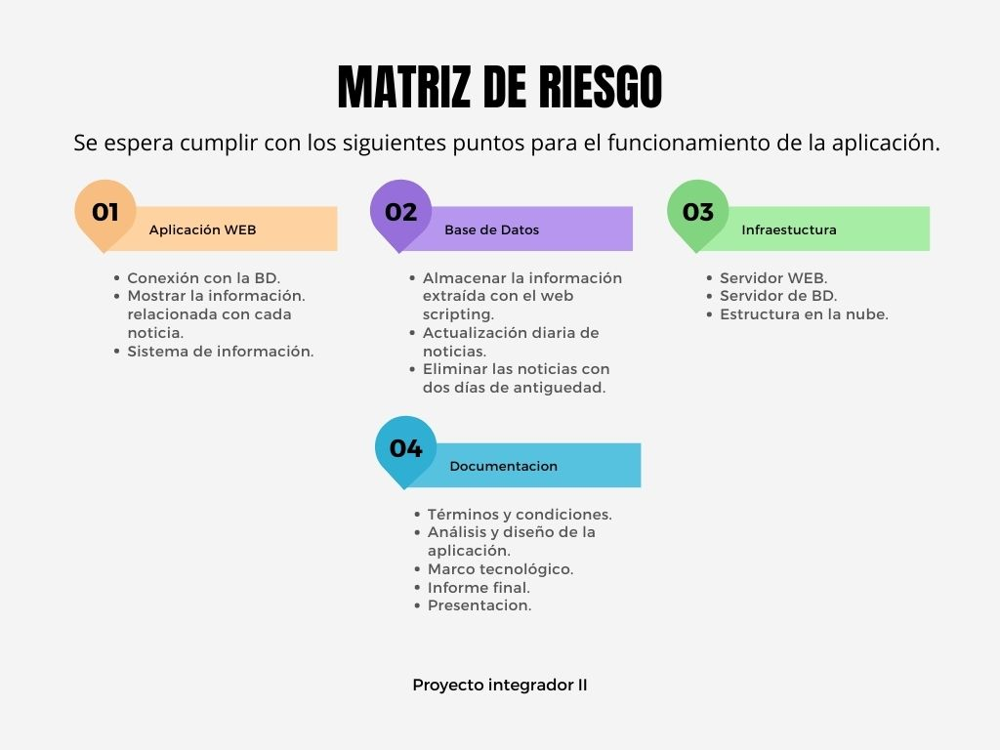 MATRIZ DE RIESGO
Se espera cumplir con los siguientes puntos para el funcionamiento de la aplicación.
01
Aplicación WEB
• Conexión con la BD.
• Mostrar la información.
relacionada con cada
noticia.
• Sistema de información.
02
Base de Datos
• Almacenar la información
extraída con el web
scripting.
• Actualización diaria de
noticias.
• Eliminar las noticias con
dos días de antiguedad.
03
Infraestuctura
• Servidor WEB.
• Servidor de BD.
• Estructura en la nube.
04
Documentacion
• Términos y condiciones.
• Análisis y diseño de la
aplicación.
• Marco tecnológico.
• Informe final.
• Presentacion.
Proyecto integrador II